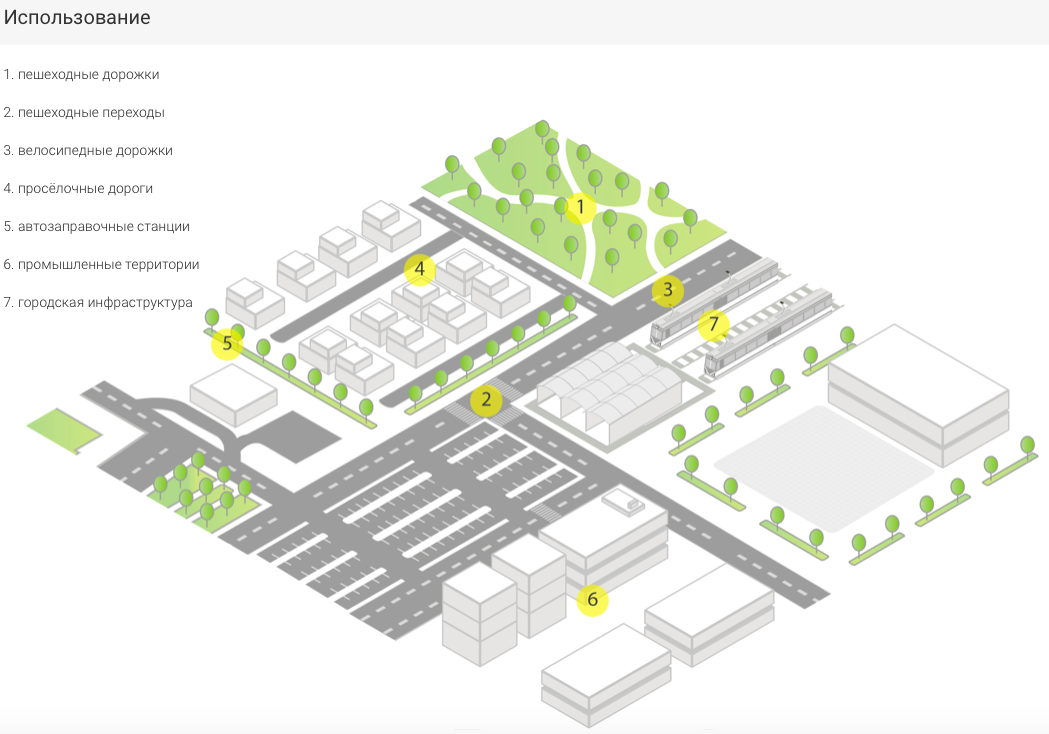 Использование
1. пешеходные дорожки
2. пешеходные переходы
3. велосипедные дорожки
4. просёлочные дороги
5. автозаправочные станции
6. промышленные территории
7. городская инфраструктура
1
4
3
7
5
2
6